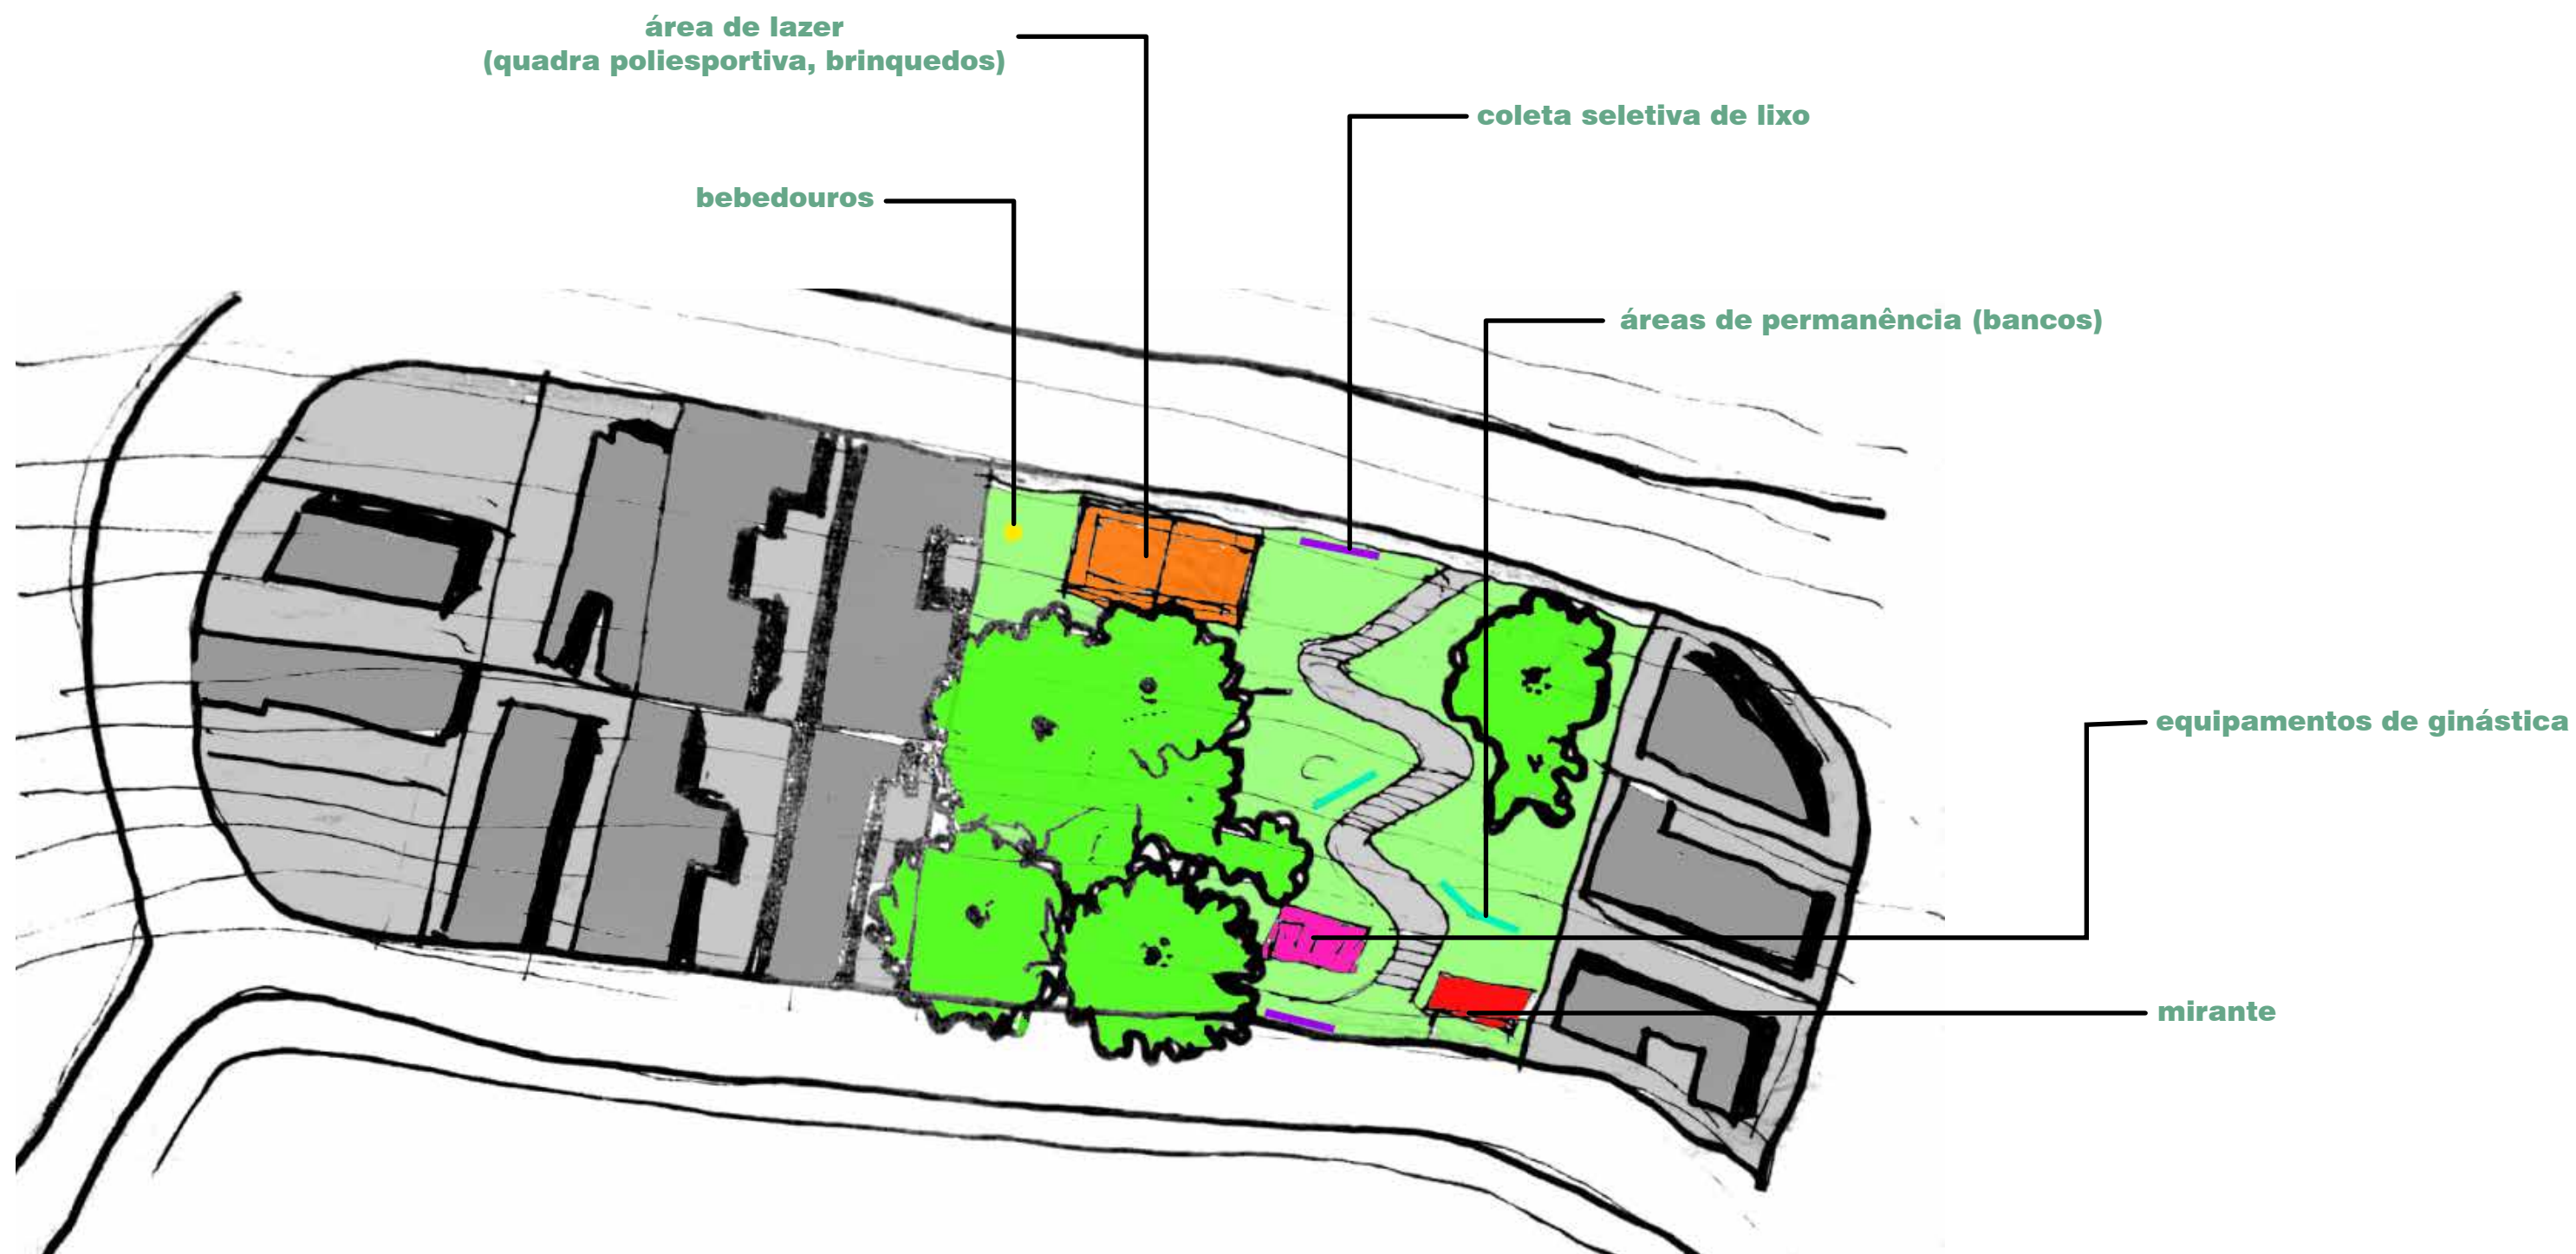 área de lazer
(quadra poliesportiva, brinquedos)
coleta seletiva de lixo
bebedouros
áreas de permanência (bancos)
equipamentos de ginástica
mirante